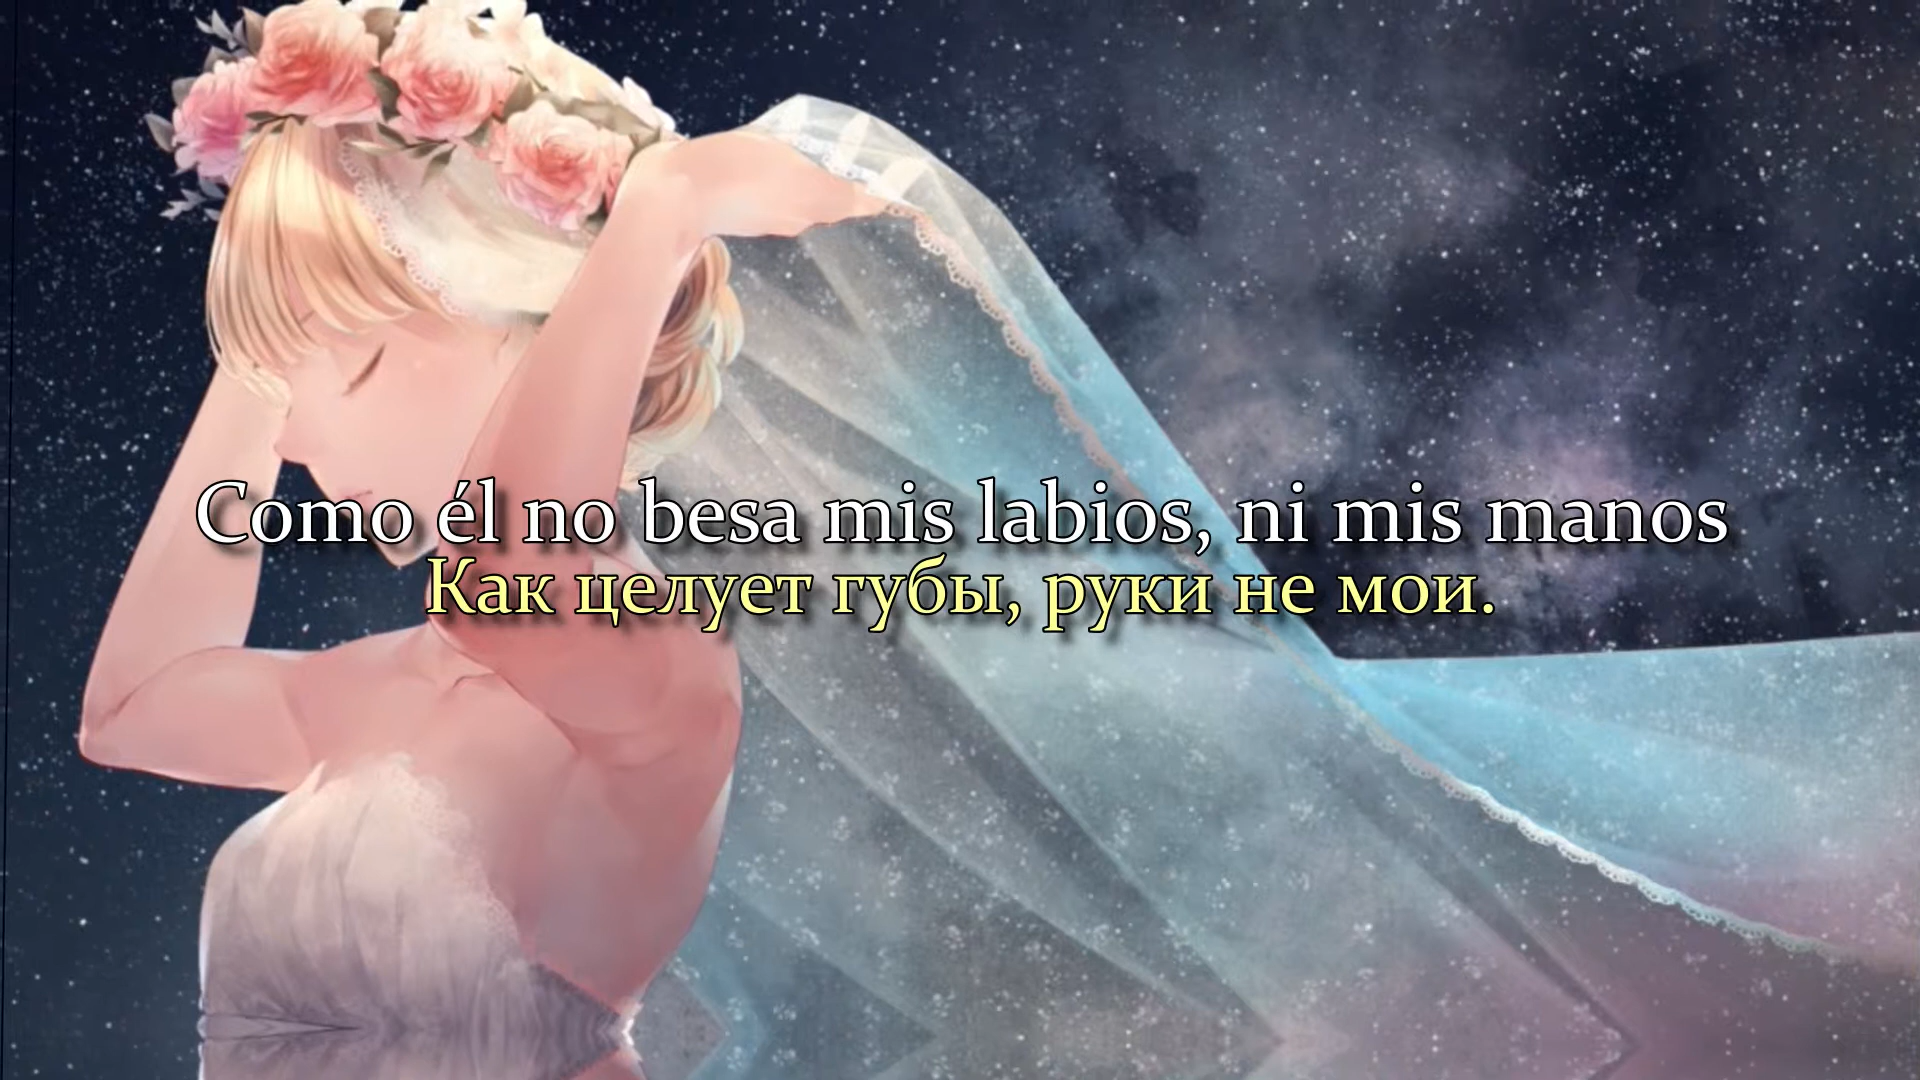 Como él no besa mis labios, ni mis manos
Как целует губы, руки не мои.